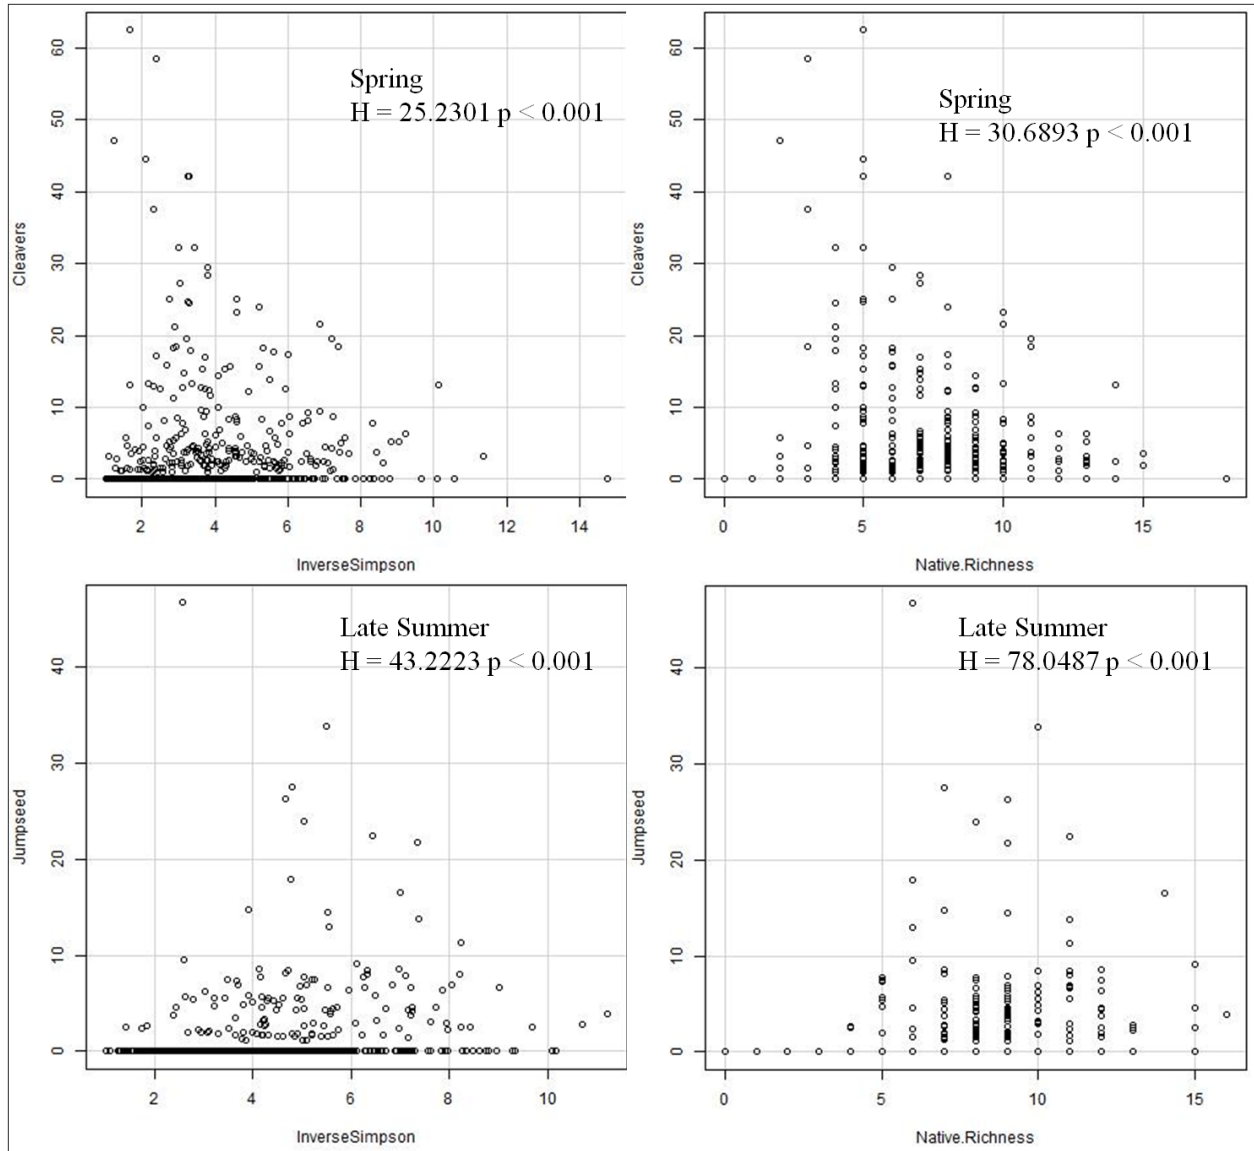 60
50
40
30
20
10
0
Cleavers
Spring
H = 25.2301 p < 0.001
2 4 6 8 10 12 14
InverseSimpson
60
50
40
30
20
10
0
Cleavers
Spring
H = 30.6893 p < 0.001
0 5 10 15
Native.Richness
40
30
20
10
0
Jumpseed
Late Summer
H = 43.2223 p < 0.001
2 4 6 8 10
InverseSimpson
40
30
20
10
0
Jumpseed
Late Summer
H = 78.0487 p < 0.001
0 5 10 15
Native.Richness